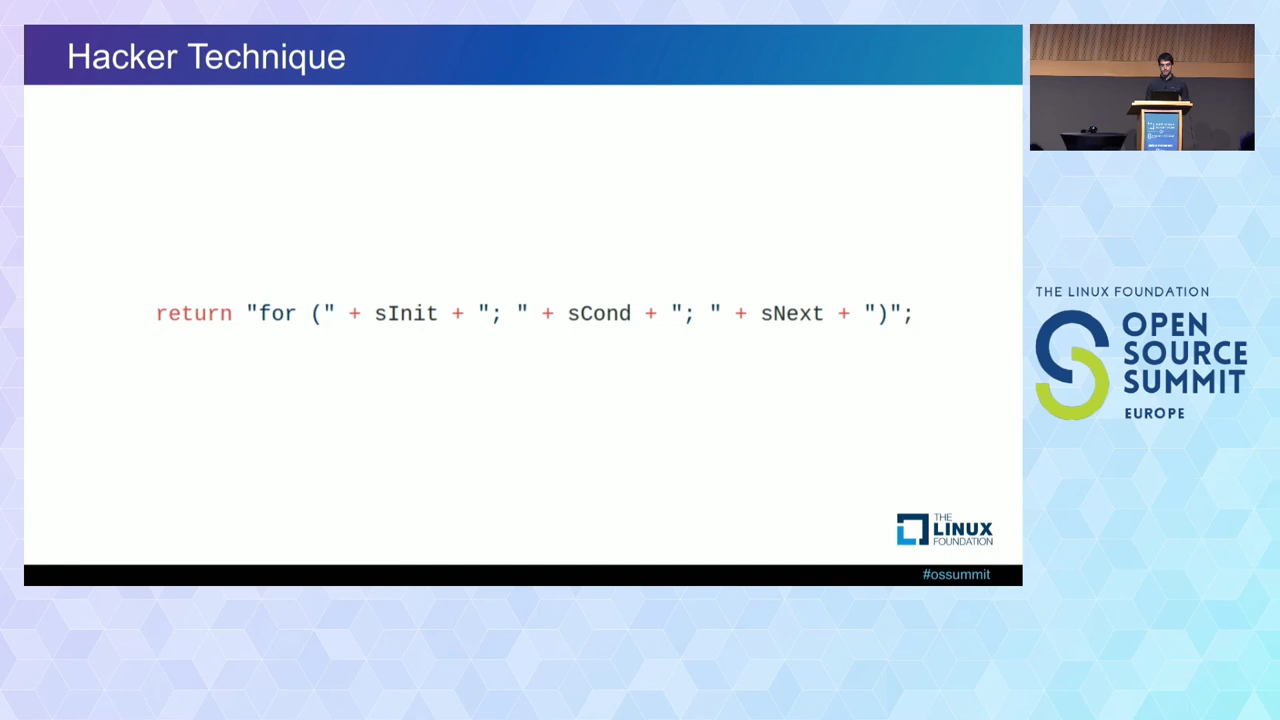 Hacker Technique
return "for (" + sInit + "; " + sCond + "; " + sNext + ")";
THE
LINUX
FOUNDATION
#ossummit
THE LINUX FOUNDATION
OPEN
SOURCE
SUMMIT
EUROPE